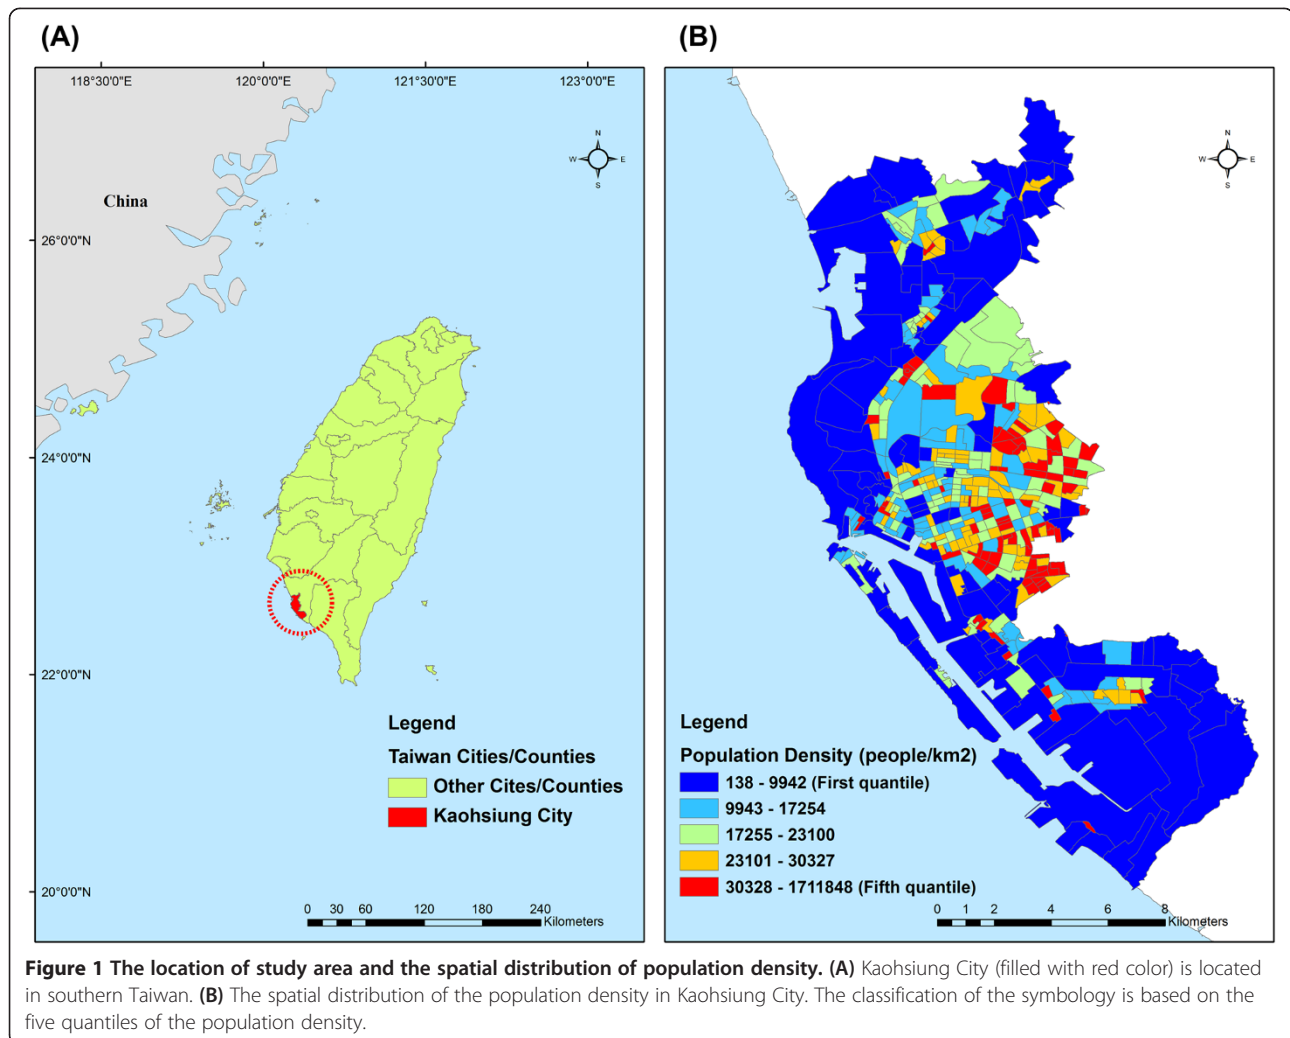 (A)
118°30'0"E 120°0'0"E 121°30'0"E 123°0'0"E
N
W E
S
China
26°0'0"N
24°0'0"N
22°0'0"N
20°0'0"N
Legend
Taiwan Cities/Counties
Other Cites/Counties
Kaohsiung City
0 30 60 120 180 240
Kilometers
(B)
N
W E
S
Legend
Population Density (people/km2)
138 - 9942 (First quantile)
9943 - 17254
17255 - 23100
23101 - 30327
30328 - 1711848 (Fifth quantile)
0 1 2 4 6 8
Kilometers
Figure 1 The location of study area and the spatial distribution of population density. (A) Kaohsiung City (filled with red color) is located
in southern Taiwan. (B) The spatial distribution of the population density in Kaohsiung City. The classification of the symbology is based on the
five quantiles of the population density.